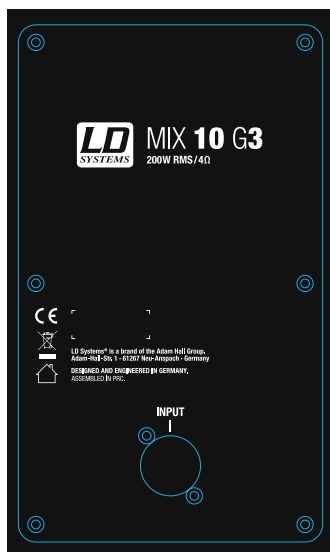 LD
SYSTEMS
MIX 10 G3
200W RMS/4Ω
CE
LD Systems® is a brand of the Adam Hall Group.
Adam-Hall-Str. 1 - 61267 Neu-Anspach - Germany
DESIGNED AND ENGINEERED IN GERMANY,
ASSEMBLED IN PRC.
INPUT